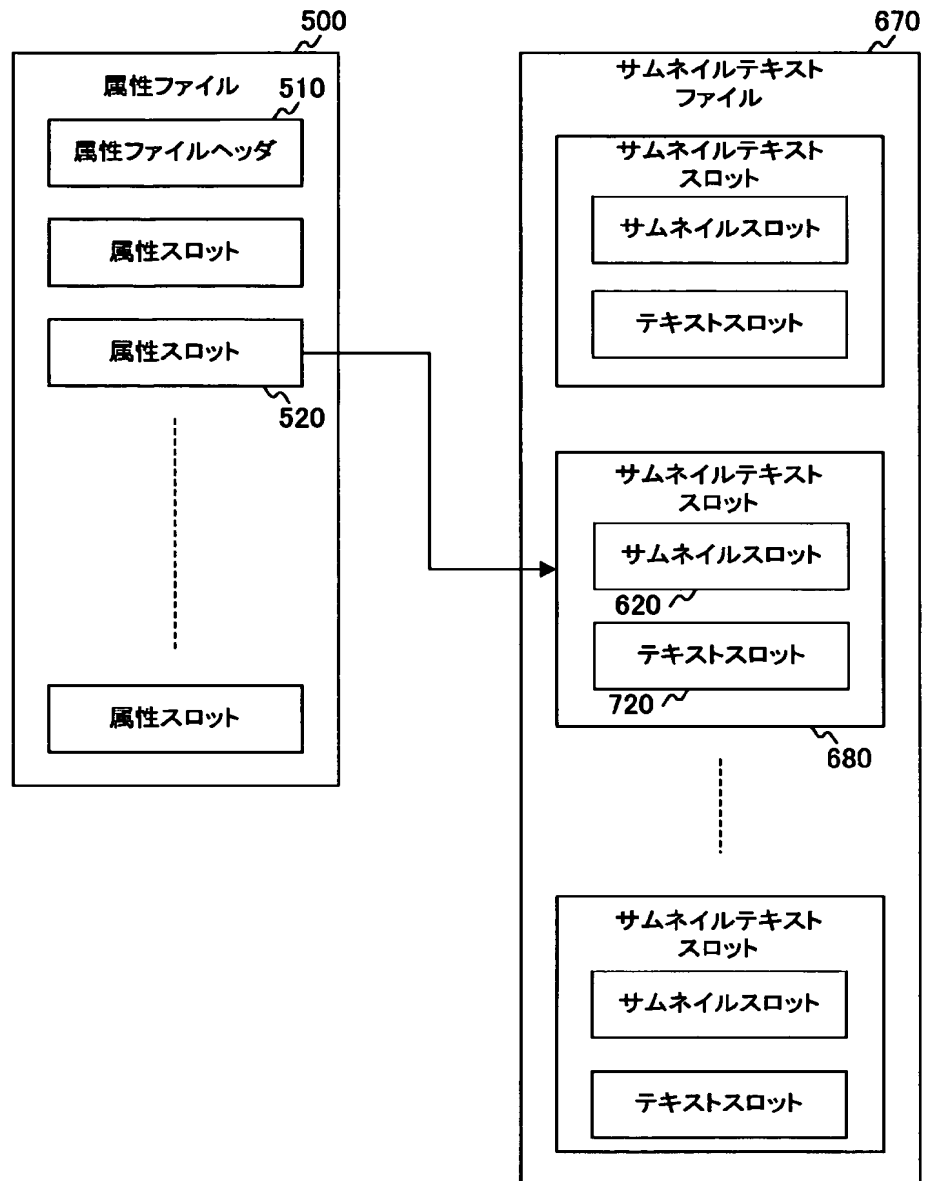 500
属性ファイル
510
属性ファイルヘッダ
属性スロット
属性スロット
520
属性スロット
670
サムネイルテキスト
ファイル
サムネイルテキスト
スロット
サムネイルスロット
テキストスロット
サムネイルテキスト
スロット
サムネイルスロット
620
テキストスロット
720
680
サムネイルテキスト
スロット
サムネイルスロット
テキストスロット